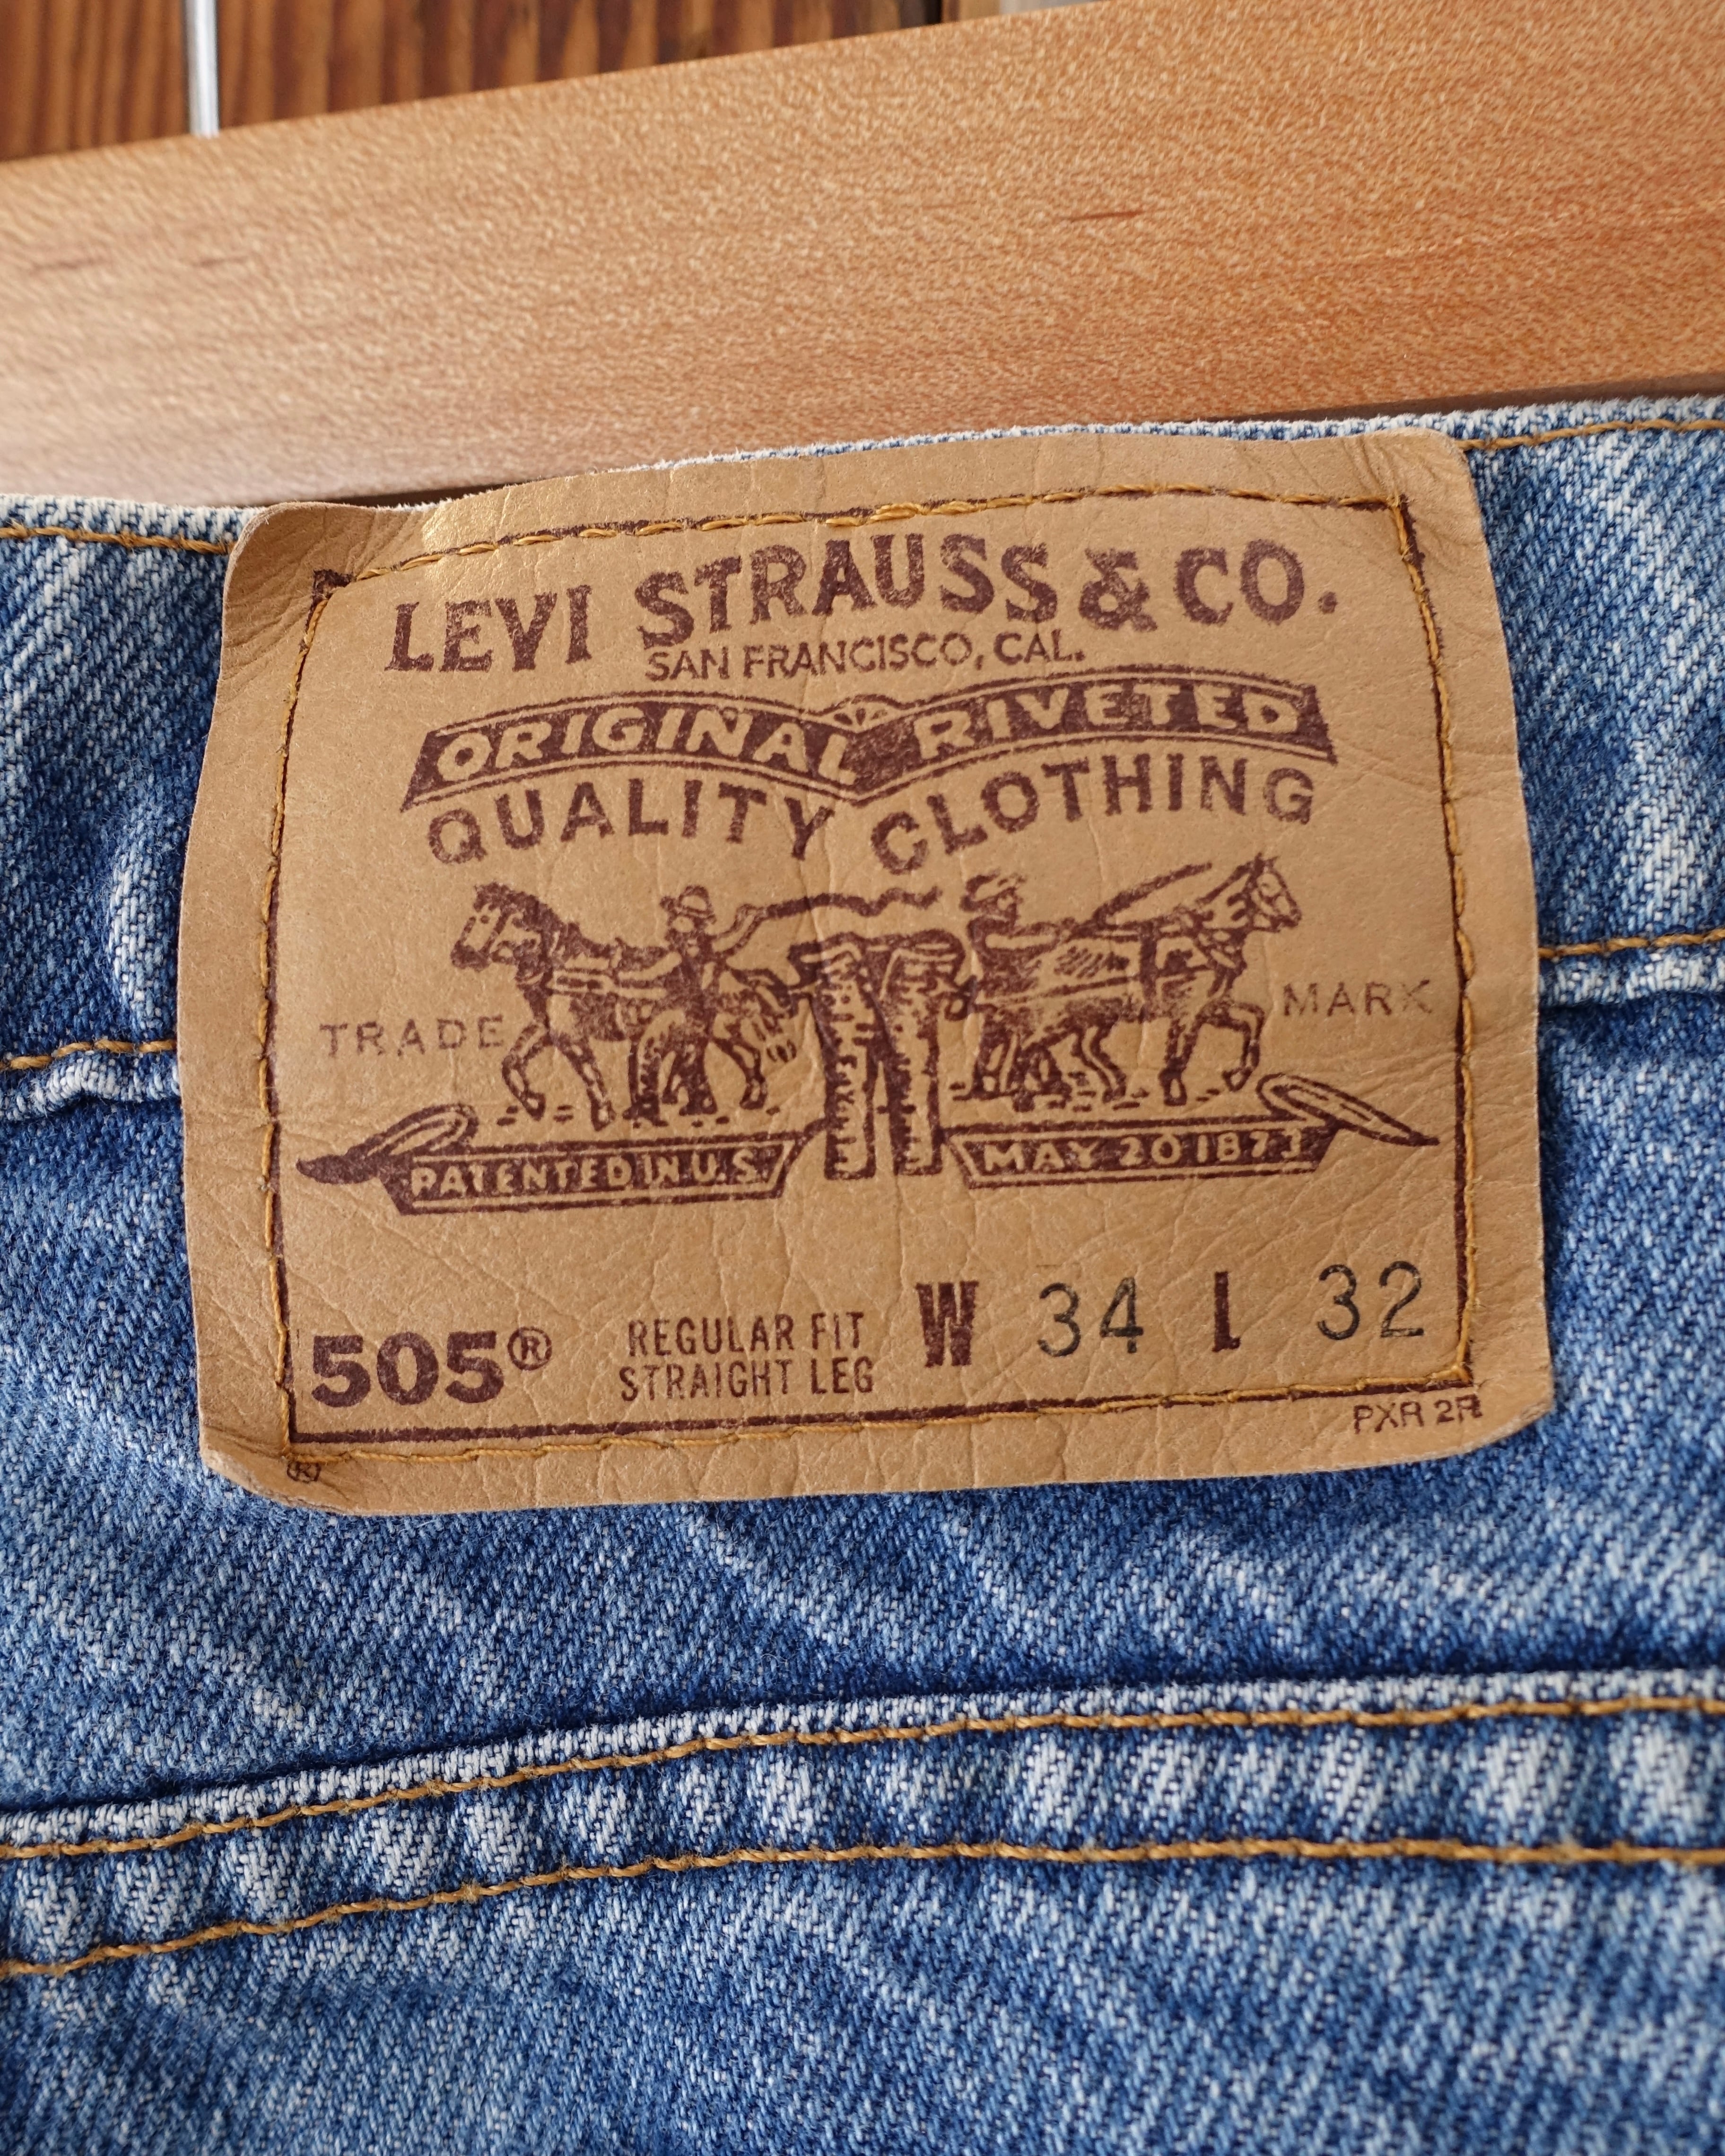 LEVI STRAUSS & CO.
SAN FRANCISCO, CAL.
ORIGINAL RIVETED
QUALITY CLOTHING
TRADE MARK
PATENTED IN U.S. MAY 20 1873
505® REGULAR FIT W 34 L 32
STRAIGHT LEG
PXR 2R
®